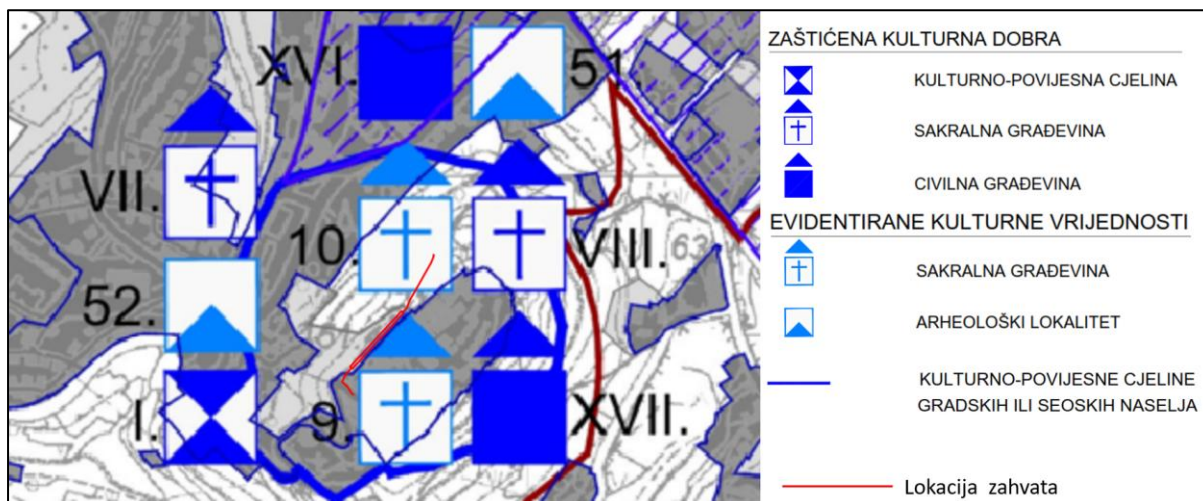 XVI.
51.
VII.
10.
VIII.
63
52.
I.
9.
XVII.
ZAŠTIĆENA KULTURNA DOBRA
KULTURNO-POVIJESNA CJELINA
SAKRALNA GRAĐEVINA
CIVILNA GRAĐEVINA
EVIDENTIRANE KULTURNE VRIJEDNOSTI
SAKRALNA GRAĐEVINA
ARHEOLOŠKI LOKALITET
KULTURNO-POVIJESNE CJELINE
GRADSKIH ILI SEOSKIH NASELJA
Lokacija zahvata